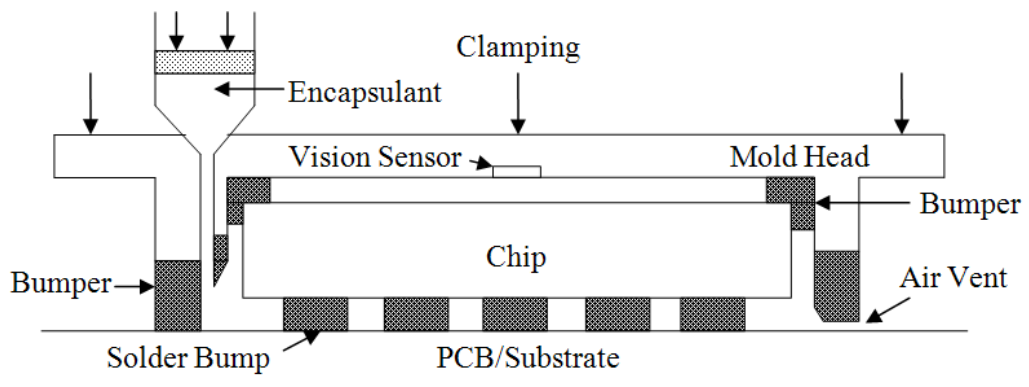 Clamping
Encapsulant
Vision Sensor
Mold Head
Bumper
Chip
Bumper
Air Vent
Solder Bump
PCB/Substrate